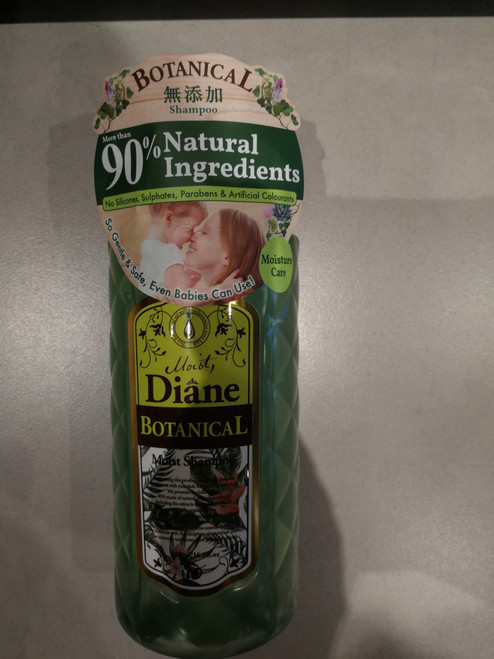 BOTANICAL
無添加
Shampoo
More than
90% Natural
Ingredients
No Silicones, Sulphates, Parabens & Artificial Colourants
So Gentle & Safe, Even Babies Can Use!
Moisture
Care
Moist,
Diane
BOTANICAL
Moist Shampoo